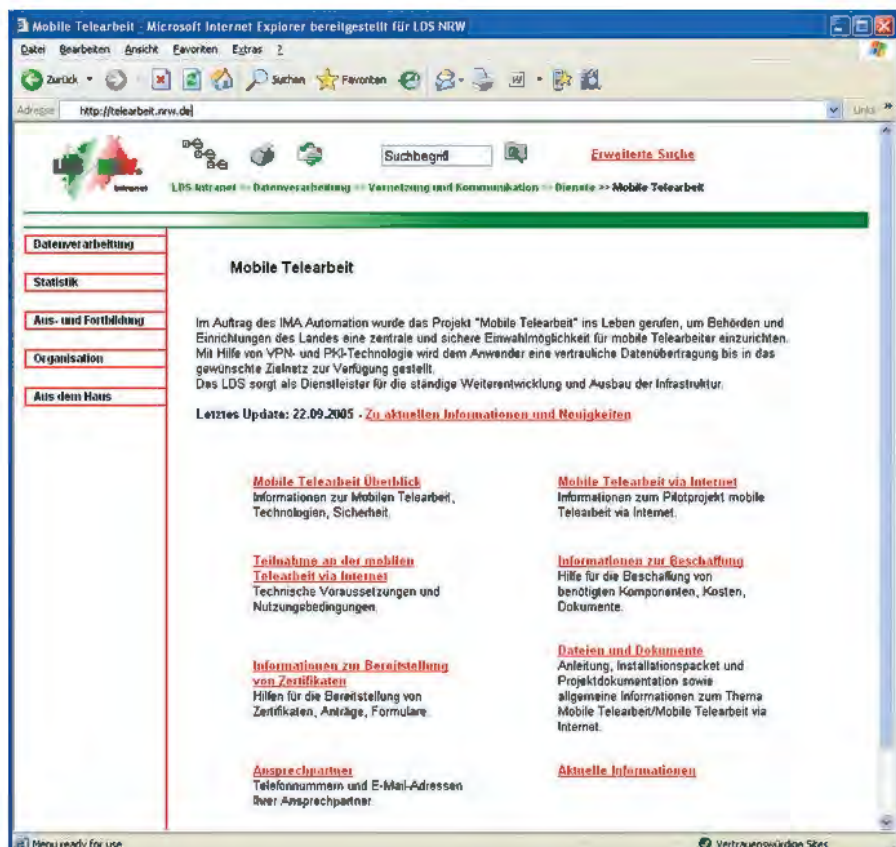 Mobile Telearbeit - Microsoft Internet Explorer bereitgestellt für LDS NRW
Datei Bearbeiten Ansicht Favoriten Extras ?
Zurück Suchen Favoriten
Adresse http://telearbeit.nrw.de Links »
LDS Intranet Suchbegriff Erweiterte Suche
LDS Intranet >> Datenverarbeitung >> Vernetzung und Kommunikation >> Dienste >> Mobile Telearbeit
Datenverarbeitung
Statistik
Aus- und Fortbildung
Organisation
Aus dem Haus
Mobile Telearbeit
Im Auftrag des IMA Automation wurde das Projekt "Mobile Telearbeit" ins Leben gerufen, um Behörden und
Einrichtungen des Landes eine zentrale und sichere Einwahlmöglichkeit für mobile Telearbeiter einzurichten.
Mit Hilfe von VPN- und PKI-Technologie wird dem Anwender eine vertrauliche Datenübertragung bis in das
gewünschte Zielnetz zur Verfügung gestellt.
Das LDS sorgt als Dienstleister für die ständige Weiterentwicklung und Ausbau der Infrastruktur.
Letztes Update: 22.09.2005 - Zu aktuellen Informationen und Neuigkeiten
Mobile Telearbeit Überblick
Informationen zur Mobilen Telearbeit,
Technologien, Sicherheit.
Mobile Telearbeit via Internet
Informationen zum Pilotprojekt mobile
Telearbeit via Internet.
Teilnahme an der mobilen
Telearbeit via Internet
Technische Voraussetzungen und
Nutzungsbedingungen.
Informationen zur Beschaffung
Hilfe für die Beschaffung von
benötigten Komponenten, Kosten,
Dokumente.
Informationen zur Bereitstellung
von Zertifikaten
Hilfen für die Bereitstellung von
Zertifikaten, Anträge, Formulare.
Dateien und Dokumente
Anleitung, Installationspacket und
Projektdokumentation sowie
allgemeine Informationen zum Thema
Mobile Telearbeit/Mobile Telearbeit via
Internet.
Ansprechpartner
Telefonnummern und E-Mail-Adressen
Ihrer Ansprechpartner
Aktuelle Informationen
Menu ready for use Vertrauenswürdige Sites